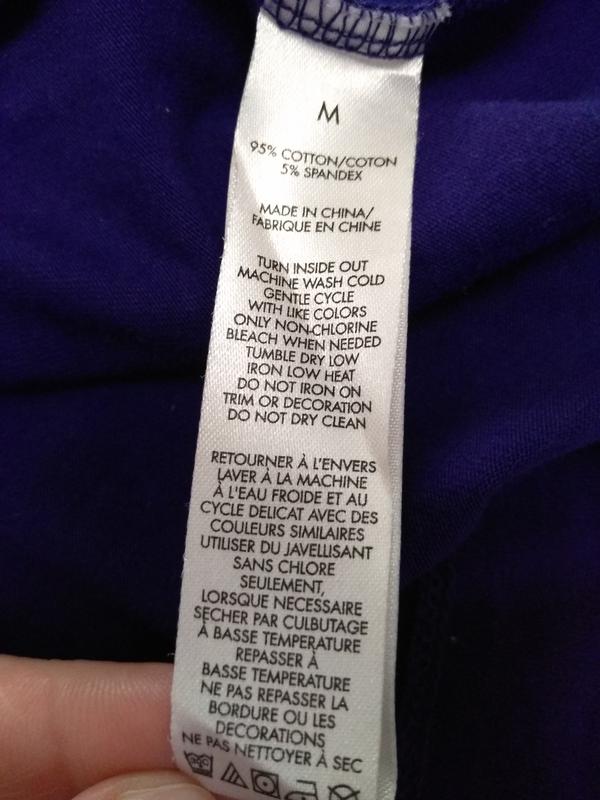 M
95% COTTON/COTON
5% SPANDEX
MADE IN CHINA/
FABRIQUE EN CHINE
TURN INSIDE OUT
MACHINE WASH COLD
GENTLE CYCLE
WITH LIKE COLORS
ONLY NON-CHLORINE
BLEACH WHEN NEEDED
TUMBLE DRY LOW
IRON LOW HEAT
DO NOT IRON ON
TRIM OR DECORATION
DO NOT DRY CLEAN
RETOURNER À L'ENVERS
LAVER À LA MACHINE
À L'EAU FROIDE ET AU
CYCLE DELICAT AVEC DES
COULEURS SIMILAIRES
UTILISER DU JAVELLISANT
SANS CHLORE
SEULEMENT,
LORSQUE NECESSAIRE
SECHER PAR CULBUTAGE
À BASSE TEMPERATURE
REPASSER À
BASSE TEMPERATURE
NE PAS REPASSER LA
BORDURE OU LES
DECORATIONS
NE PAS NETTOYER À SEC